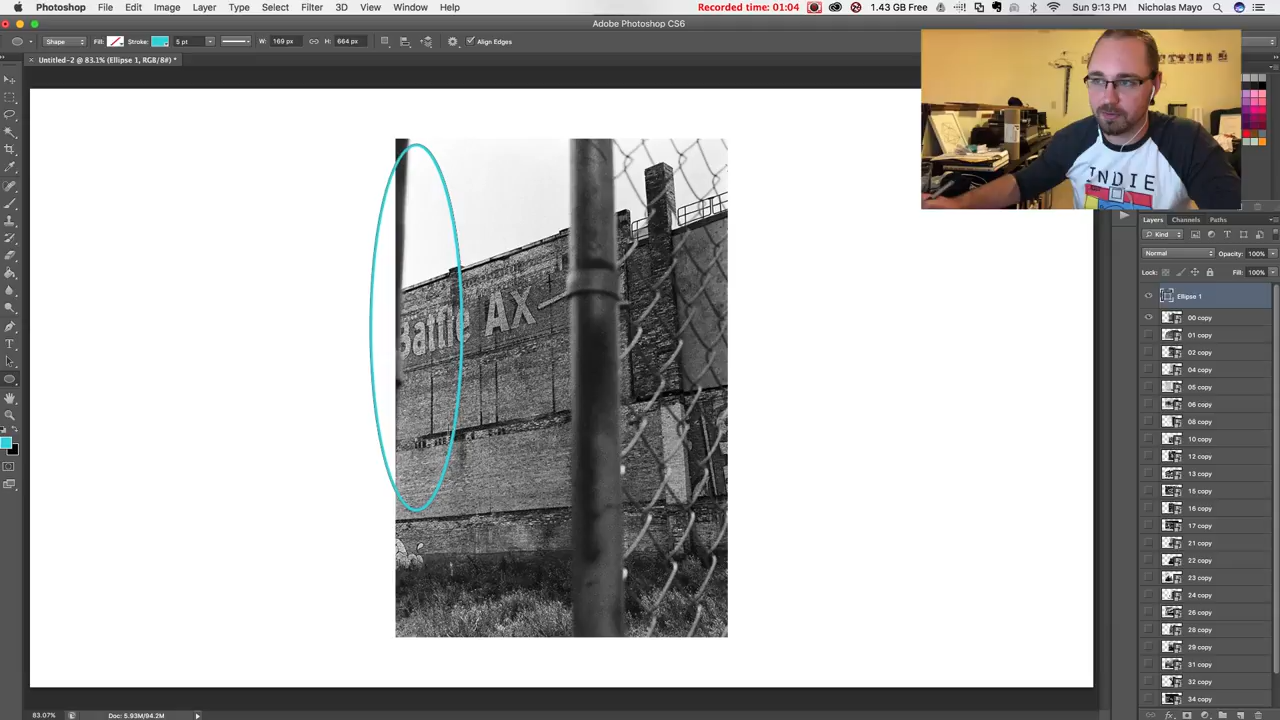 Photoshop File Edit Image Layer Type Select Filter 3D View Window Help Recorded time: 01:04 1.43 GB Free Sun 9:13 PM Nicholas Mayo
Adobe Photoshop CS6
Shape Fill: Stroke: 5 pt W: 169 px H: 664 px Align Edges
Untitled-2 @ 83.1% (Ellipse 1, RGB/8#) *
INDIE
Battle Ax
Layers Channels Paths
Kind
Normal Opacity: 100%
Lock: Fill: 100%
Ellipse 1
00 copy
01 copy
02 copy
04 copy
05 copy
06 copy
08 copy
10 copy
12 copy
13 copy
15 copy
16 copy
17 copy
21 copy
22 copy
23 copy
24 copy
26 copy
28 copy
29 copy
31 copy
32 copy
34 copy
83.07% Doc: 5.93M/94.2M